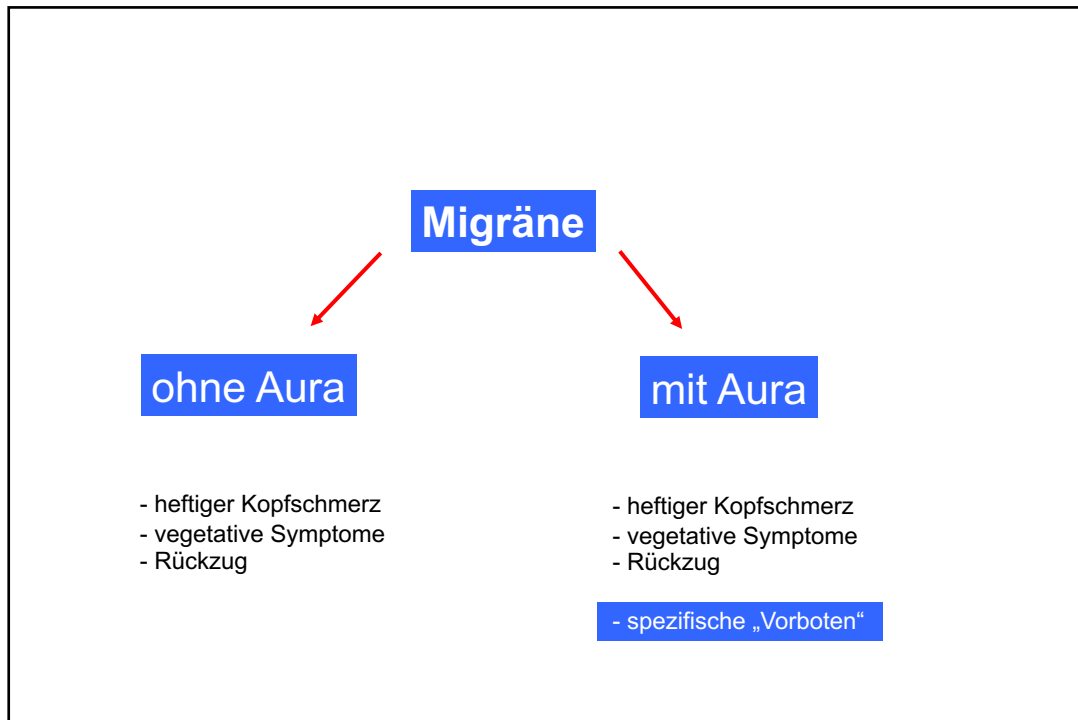 Migräne
ohne Aura
- heftiger Kopfschmerz
- vegetative Symptome
- Rückzug
mit Aura
- heftiger Kopfschmerz
- vegetative Symptome
- Rückzug
- spezifische „Vorboten“